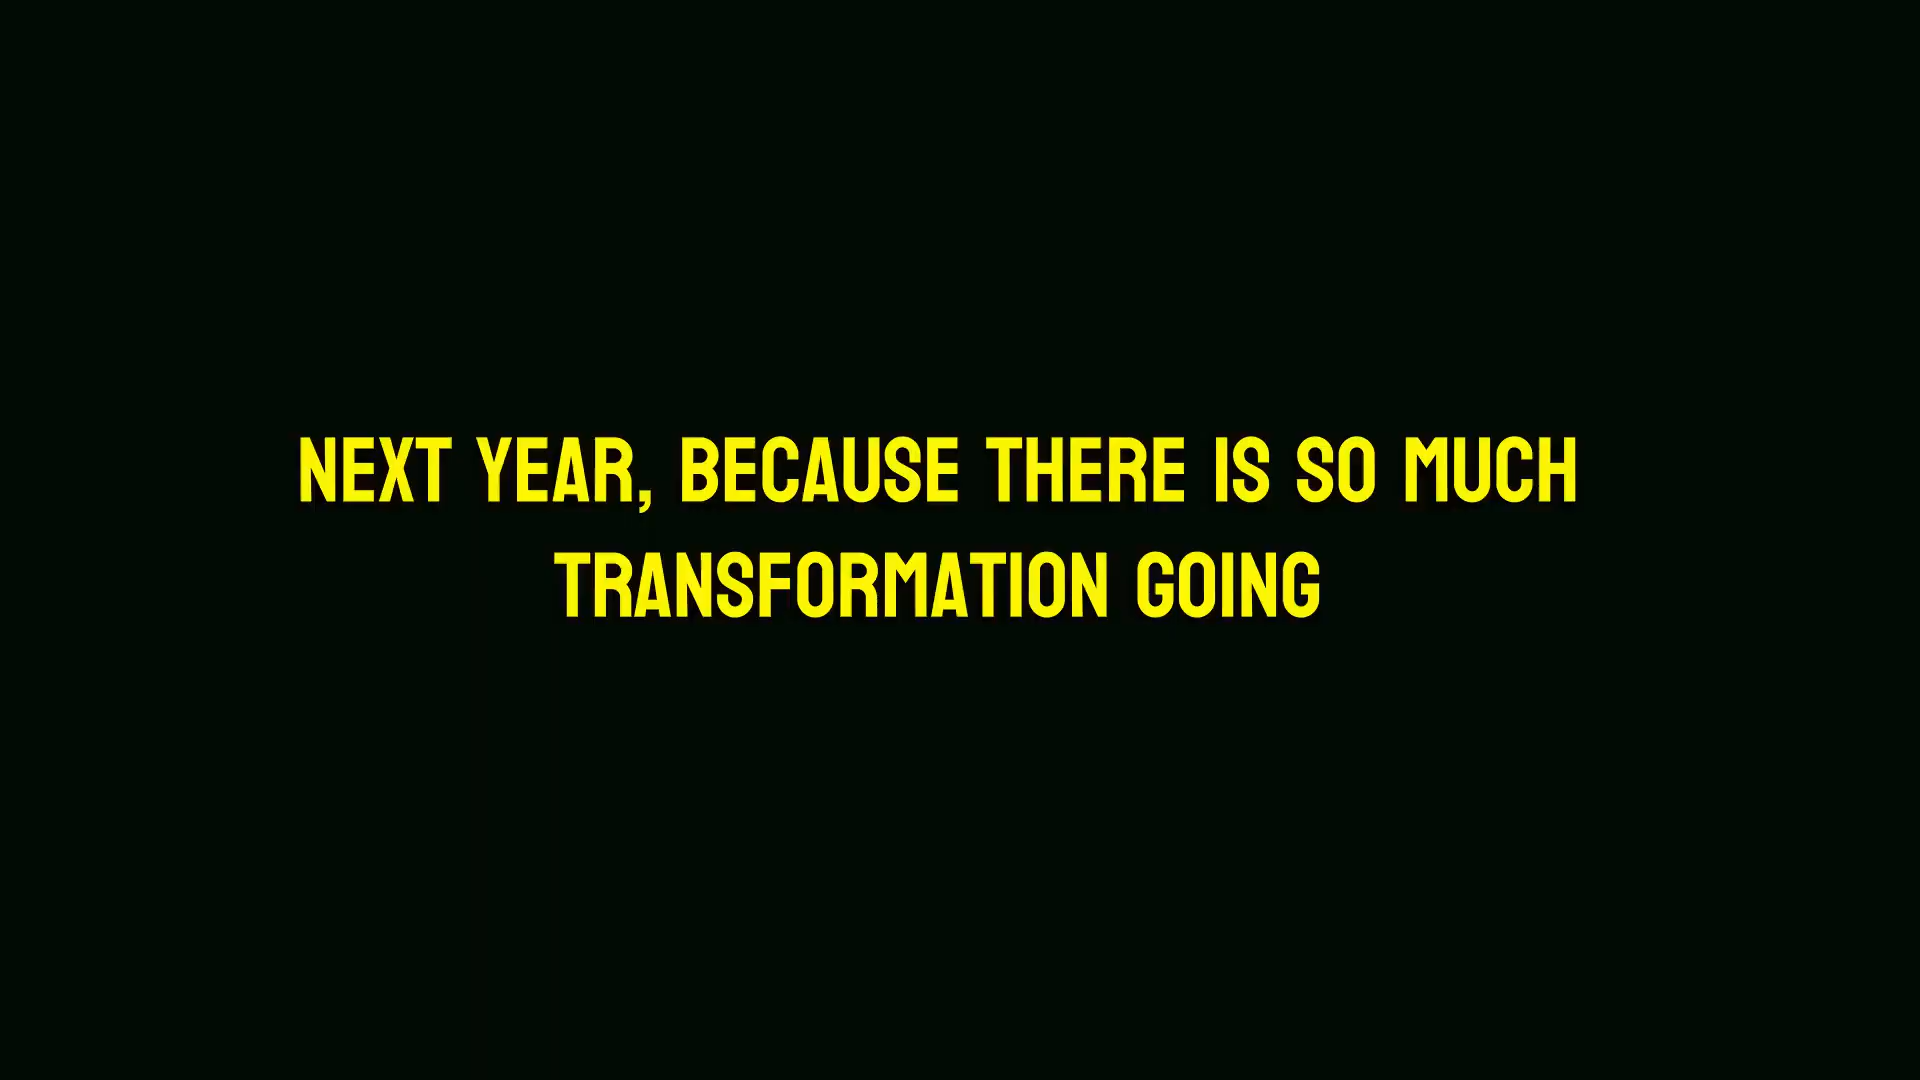 NEXT YEAR, BECAUSE THERE IS SO MUCH
TRANSFORMATION GOING